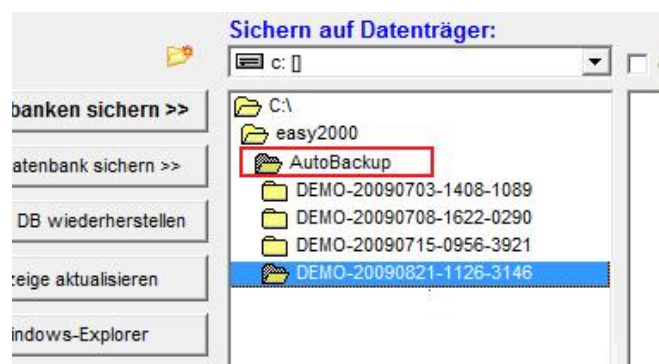 Sichern auf Datenträger:
c: []
banken sichern >>
atenbank sichern >>
DB wiederherstellen
zeige aktualisieren
indows-Explorer
C:\
easy2000
AutoBackup
DEMO-20090703-1408-1089
DEMO-20090708-1622-0290
DEMO-20090715-0956-3921
DEMO-20090821-1126-3146